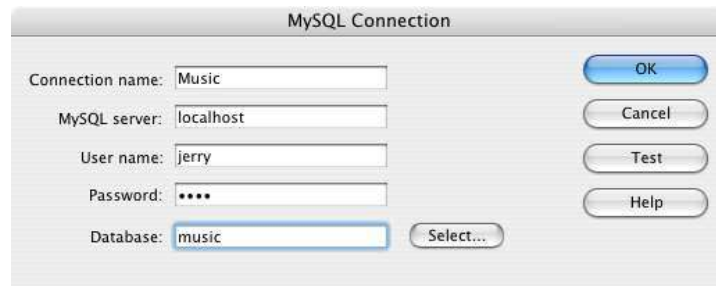 MySQL Connection
Connection name: Music
OK
MySQL server: localhost
Cancel
User name: jerry
Test
Password: ••••
Help
Database: music
Select...